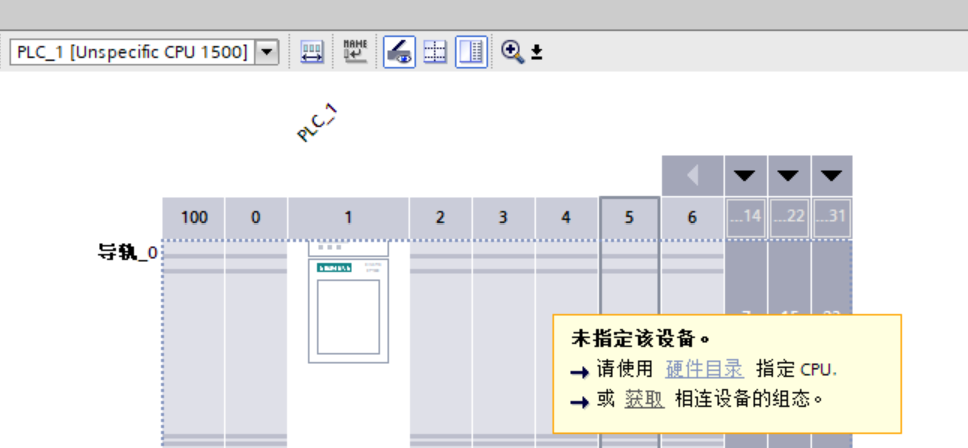 PLC_1 [Unspecific CPU 1500]
NAME
PLC_1
100 0 1 2 3 4 5 6 ...14 ...22 ...31
导轨_0
SIEMENS
未指定该设备。
→ 请使用 硬件目录 指定 CPU.
→ 或 获取 相连设备的组态。